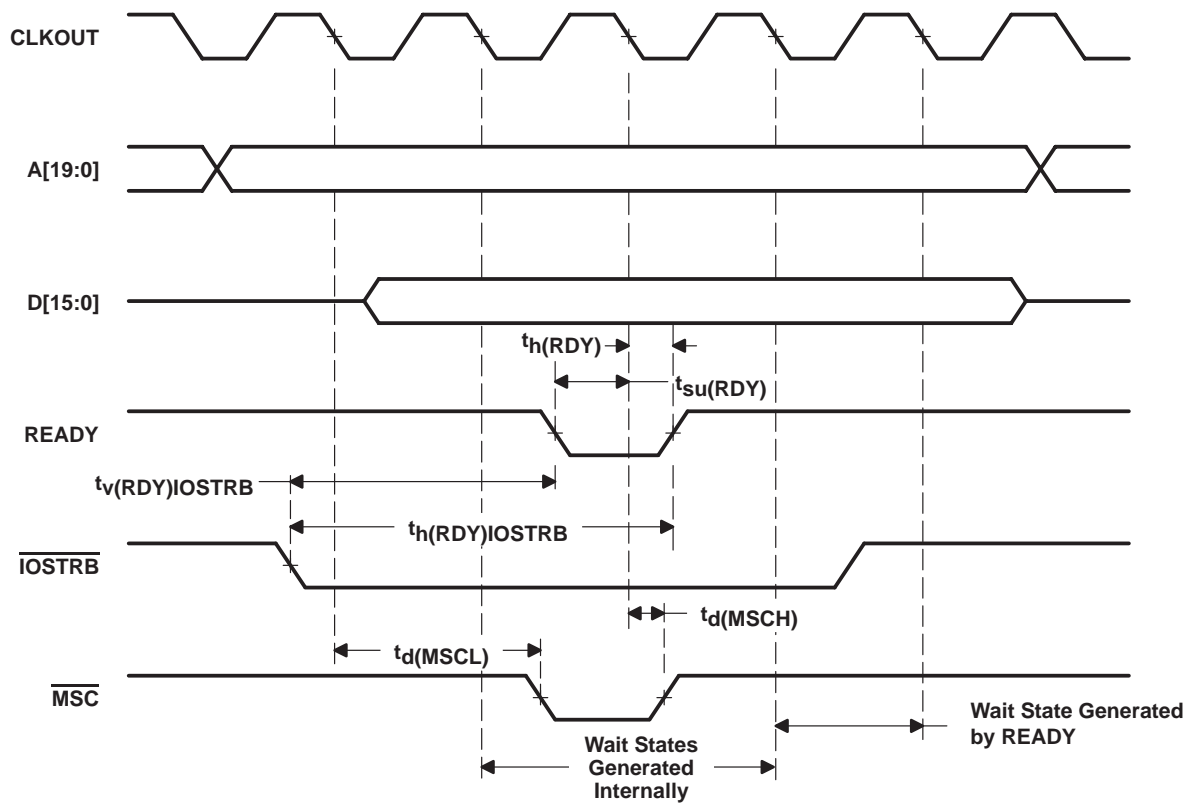 CLKOUT
A[19:0]
D[15:0]
th(RDY)
tsu(RDY)
READY
tv(RDY)IOSTRB
th(RDY)IOSTRB
IOSTRB
td(MSCH)
td(MSCL)
MSC
Wait State Generated
by READY
Wait States
Generated
Internally